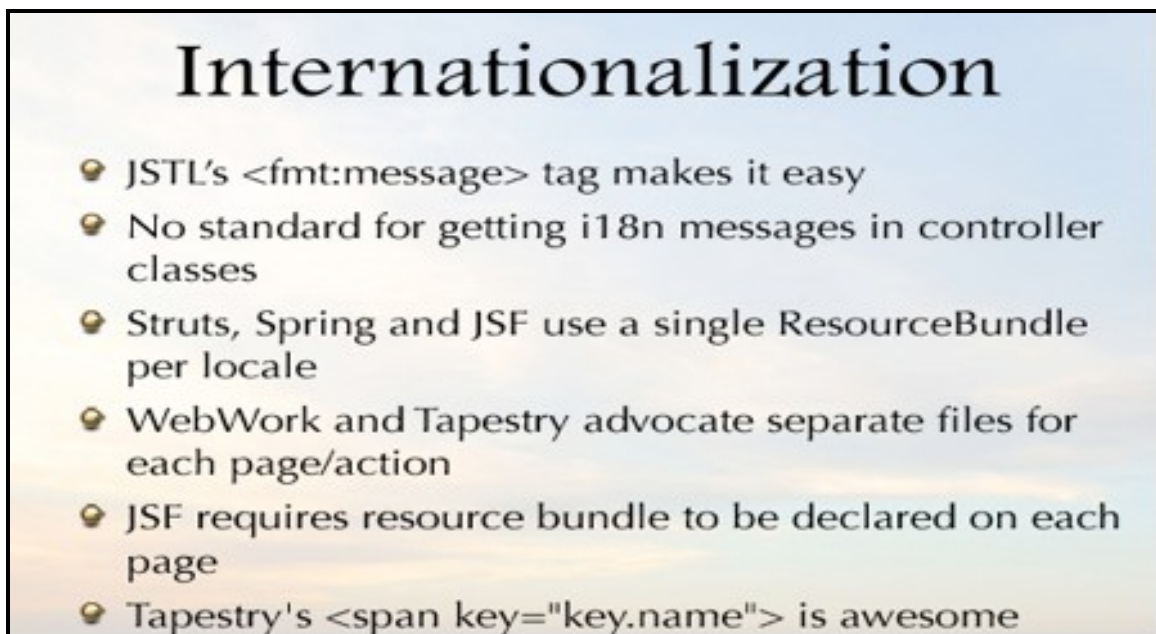 Internationalization
JSTL's <fmt:message> tag makes it easy
No standard for getting i18n messages in controller
classes
Struts, Spring and JSF use a single ResourceBundle
per locale
WebWork and Tapestry advocate separate files for
each page/action
JSF requires resource bundle to be declared on each
page
Tapestry's <span key="key.name"> is awesome